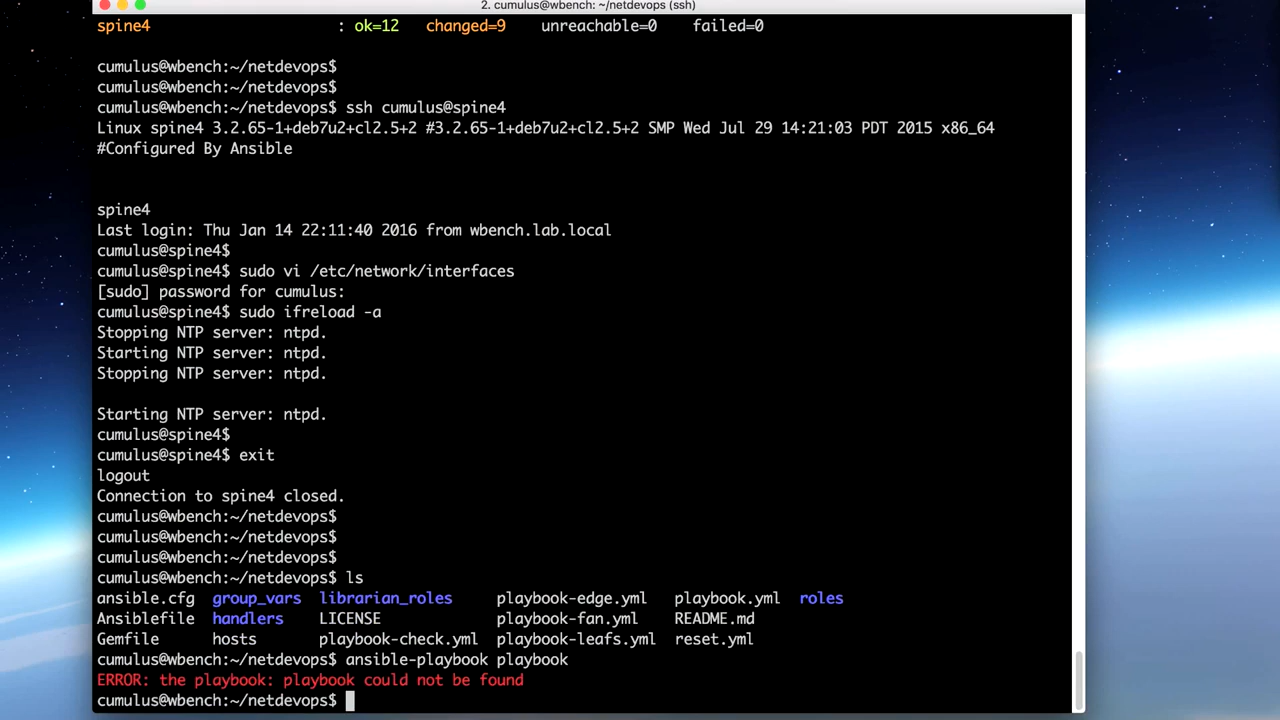 2. cumulus@wbench: ~/netdevops (ssh)
spine4 : ok=12 changed=9 unreachable=0 failed=0
cumulus@wbench:~/netdevops$
cumulus@wbench:~/netdevops$
cumulus@wbench:~/netdevops$ ssh cumulus@spine4
Linux spine4 3.2.65-1+deb7u2+cl2.5+2 #3.2.65-1+deb7u2+cl2.5+2 SMP Wed Jul 29 14:21:03 PDT 2015 x86_64
#Configured By Ansible
spine4
Last login: Thu Jan 14 22:11:40 2016 from wbench.lab.local
cumulus@spine4$
cumulus@spine4$ sudo vi /etc/network/interfaces
[sudo] password for cumulus:
cumulus@spine4$ sudo ifreload -a
Stopping NTP server: ntpd.
Starting NTP server: ntpd.
Stopping NTP server: ntpd.
Starting NTP server: ntpd.
cumulus@spine4$
cumulus@spine4$ exit
logout
Connection to spine4 closed.
cumulus@wbench:~/netdevops$
cumulus@wbench:~/netdevops$
cumulus@wbench:~/netdevops$
cumulus@wbench:~/netdevops$ ls
ansible.cfg group_vars librarian_roles playbook-edge.yml playbook.yml roles
Ansiblefile handlers LICENSE playbook-fan.yml README.md
Gemfile hosts playbook-check.yml playbook-leafs.yml reset.yml
cumulus@wbench:~/netdevops$ ansible-playbook playbook
ERROR: the playbook: playbook could not be found
cumulus@wbench:~/netdevops$